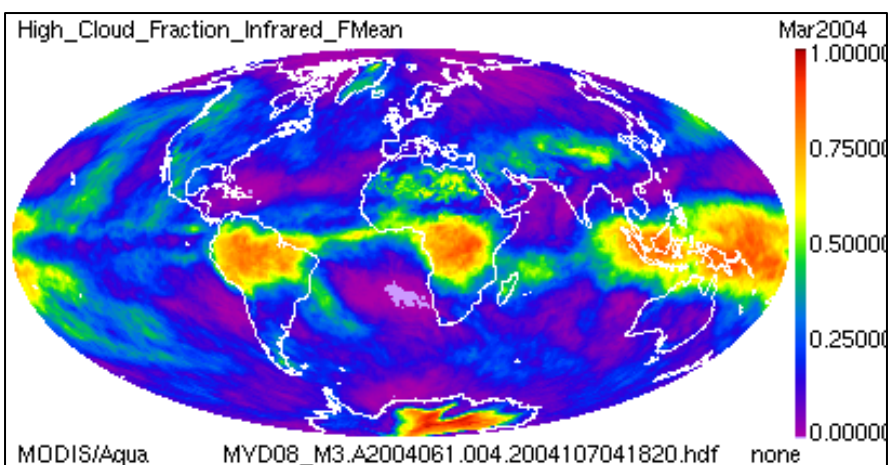 High_Cloud_Fraction_Infrared_FMean Mar2004
1.00000
0.75000
0.50000
0.25000
0.00000
MODIS/Aqua MYD08_M3.A2004061.004.2004107041820.hdf none